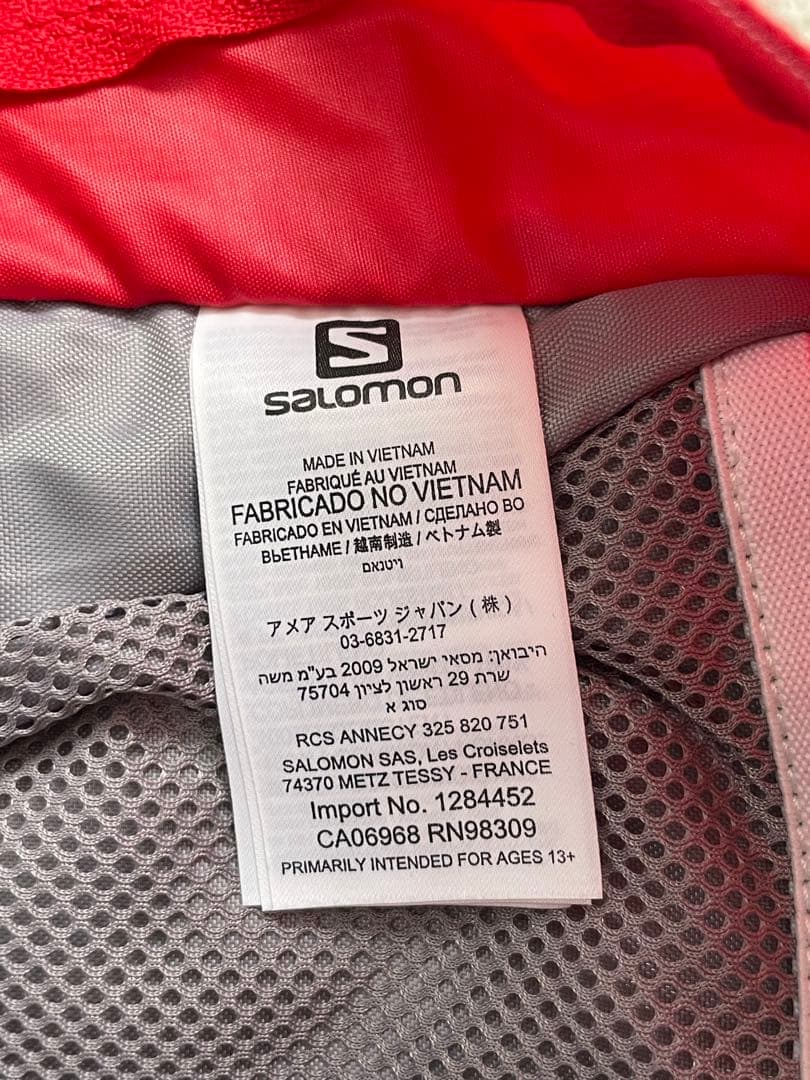 S
salomon
MADE IN VIETNAM
FABRIQUÉ AU VIETNAM
FABRICADO NO VIETNAM
FABRICADO EN VIETNAM / СДЕЛАНО ВО
ВЬЕТНАМЕ / 越南制造 / ベトナム製
ויטנאם
アメア スポーツ ジャパン (株)
03-6831-2717
היבואן: מסאי ישראל 2009 בע"מ משה
שרת 29 ראשון לציון 75704
סוג א
RCS ANNECY 325 820 751
SALOMON SAS, Les Croiselets
74370 METZ TESSY - FRANCE
Import No. 1284452
CA06968 RN98309
PRIMARILY INTENDED FOR AGES 13+